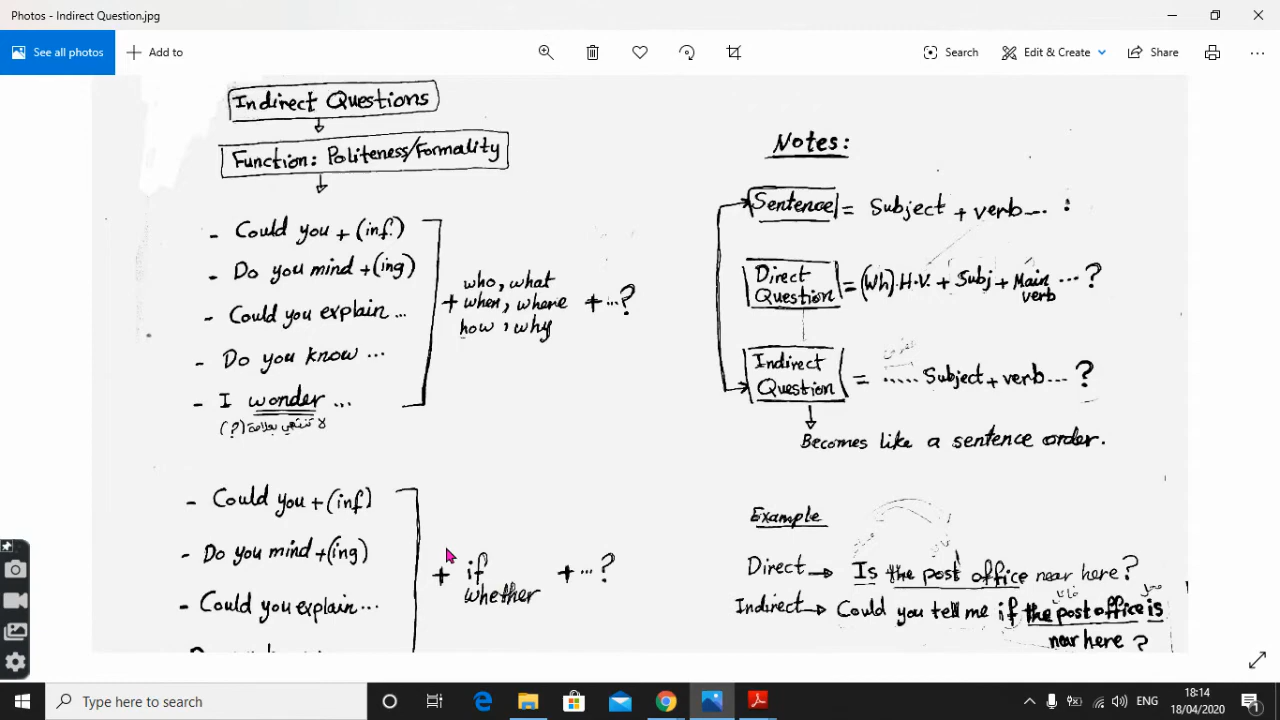 Photos - Indirect Question.jpg
See all photos
Add to
Search
Edit & Create
Share
Indirect Questions
Function: Politeness/Formality
- Could you + (inf)
- Do you mind + (ing)
- Could you explain ...
- Do you know ...
- I wonder ...
لا تنتهي بعلامة (?)
+ who, what
when, where
how, why
+ ...?
- Could you + (inf)
- Do you mind + (ing)
- Could you explain ...
+ if
whether
+ ...?
Notes:
Sentence = Subject + verb... :
Direct
Question = (Wh). H.V. + Subj + Main verb ... ?
Indirect
Question = ..... Subject + verb ... ?
Becomes like a sentence order.
Example
Direct → Is the post office near here?
Indirect → Could you tell me if the post office is
near here ?
Type here to search
ENG
18:14
18/04/2020
1